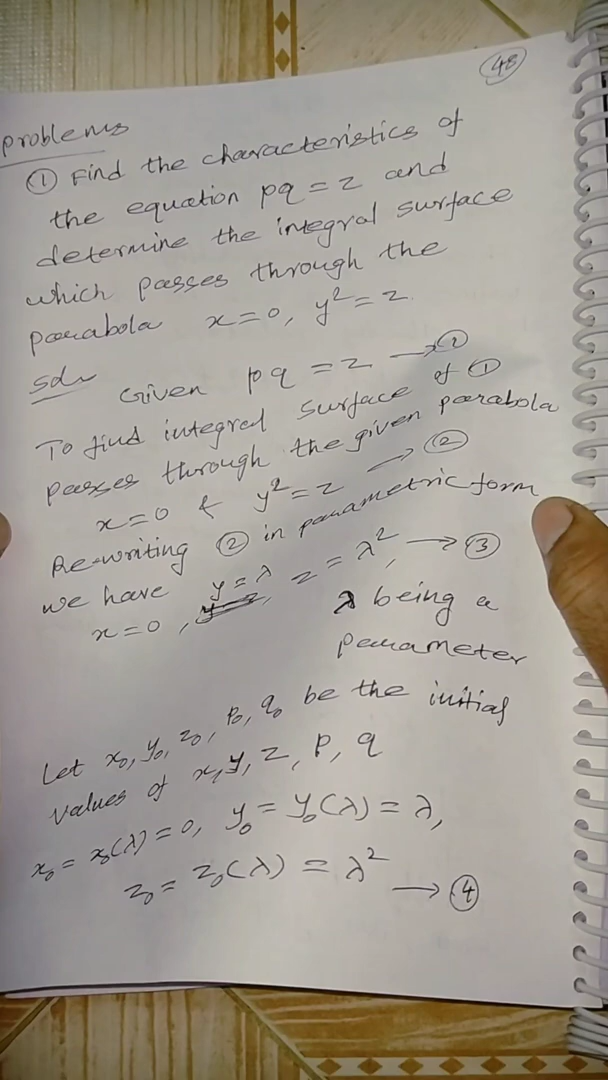 48
problems
① Find the characteristics of
the equation pq = z and
determine the integral surface
which passes through the
parabola x=0, y²=z.
Soln
Given pq = z → ①
To find integral surface of ①
passes through the given parabola
x=0 & y²=z → ②
Re-writing ② in parametric form
we have
x=0, y=λ, z=λ², → ③
λ being a
parameter
Let x₀, y₀, z₀, p₀, q₀ be the initial
values of x, y, z, p, q
x₀ = x₀(λ) = 0, y₀ = y₀(λ) = λ,
z₀ = z₀(λ) = λ² → ④